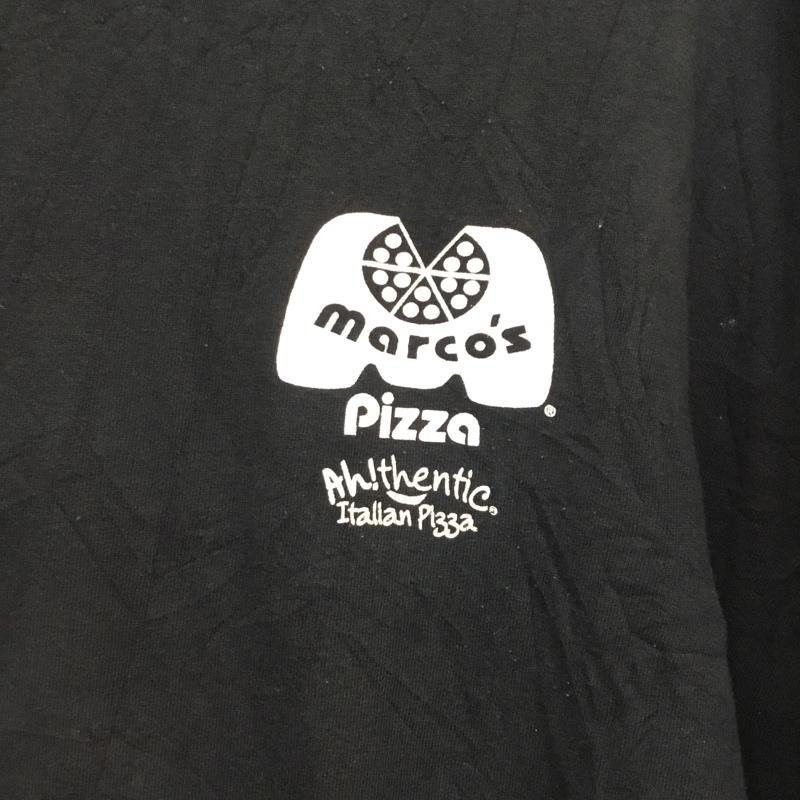 marco's
®
Pizza
Ah!thentic®
Italian Pizza